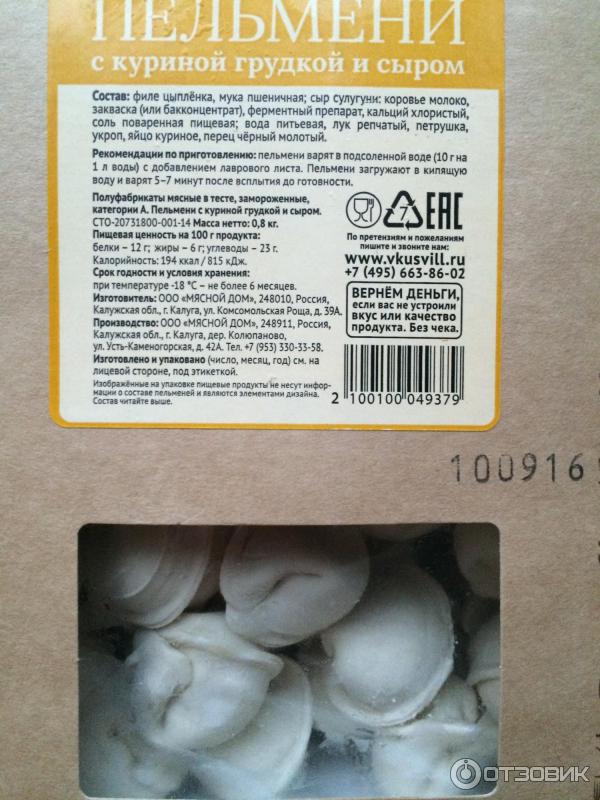 ПЕЛЬМЕНИ
с куриной грудкой и сыром
Состав: филе цыплёнка, мука пшеничная; сыр сулугуни: коровье молоко,
закваска (или бакконцентрат), ферментный препарат, кальций хлористый,
соль поваренная пищевая; вода питьевая, лук репчатый, петрушка,
укроп, яйцо куриное, перец чёрный молотый.
Рекомендации по приготовлению: пельмени варят в подсоленной воде (10 г на
1 л воды) с добавлением лаврового листа. Пельмени загружают в кипящую
воду и варят 5–7 минут после всплытия до готовности.
Полуфабрикаты мясные в тесте, замороженные,
категории А. Пельмени с куриной грудкой и сыром.
СТО-20731800-001-14 Масса нетто: 0,8 кг.
Пищевая ценность на 100 г продукта:
белки – 12 г; жиры – 6 г; углеводы – 23 г.
Калорийность: 194 ккал / 815 кДж.
Срок годности и условия хранения:
при температуре -18 °С – не более 6 месяцев.
Изготовитель: ООО «МЯСНОЙ ДОМ», 248010, Россия,
Калужская обл., г. Калуга, ул. Комсомольская Роща, д. 39А.
Производство: ООО «МЯСНОЙ ДОМ», 248911, Россия,
Калужская обл., г. Калуга, дер. Колюпаново,
ул. Усть-Каменогорская, д. 42А. Тел. +7 (953) 330-33-58.
Изготовлено и упаковано (число, месяц, год) см. на
лицевой стороне, под этикеткой.
Изображённые на упаковке пищевые продукты не несут инфор-
мации о составе пельменей и являются элементами дизайна.
Состав читайте выше.
7
ЕАС
По претензиям и пожеланиям
пишите и звоните:
www.vkusvill.ru
+7 (495) 663-86-02
ВЕРНЁМ ДЕНЬГИ,
если вас не устроили
вкус или качество
продукта. Без чека.
2 100100 049379
100916
ОТЗОВИК